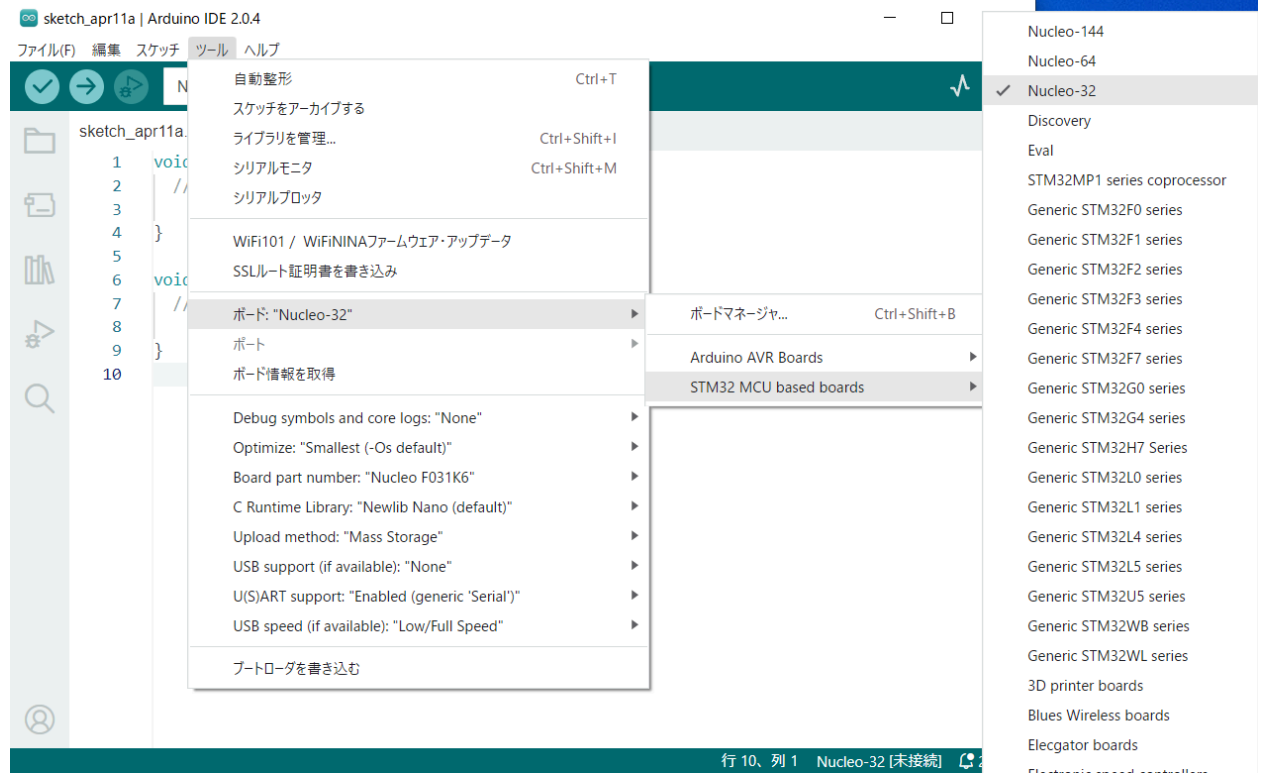 sketch_apr11a | Arduino IDE 2.0.4
ファイル(F) 編集 スケッチ ツール ヘルプ
N
sketch_apr11a.
1 void
2 //
3
4 }
5
6 void
7 //
8
9 }
10
自動整形 Ctrl+T
スケッチをアーカイブする
ライブラリを管理... Ctrl+Shift+I
シリアルモニタ Ctrl+Shift+M
シリアルプロッタ
WiFi101 / WiFiNINAファームウェア・アップデータ
SSLルート証明書を書き込み
ボード: "Nucleo-32"
ポート
ボード情報を取得
Debug symbols and core logs: "None"
Optimize: "Smallest (-Os default)"
Board part number: "Nucleo F031K6"
C Runtime Library: "Newlib Nano (default)"
Upload method: "Mass Storage"
USB support (if available): "None"
U(S)ART support: "Enabled (generic 'Serial')"
USB speed (if available): "Low/Full Speed"
ブートローダを書き込む
ボードマネージャ... Ctrl+Shift+B
Arduino AVR Boards
STM32 MCU based boards
Nucleo-144
Nucleo-64
Nucleo-32
Discovery
Eval
STM32MP1 series coprocessor
Generic STM32F0 series
Generic STM32F1 series
Generic STM32F2 series
Generic STM32F3 series
Generic STM32F4 series
Generic STM32F7 series
Generic STM32G0 series
Generic STM32G4 series
Generic STM32H7 Series
Generic STM32L0 series
Generic STM32L1 series
Generic STM32L4 series
Generic STM32L5 series
Generic STM32U5 series
Generic STM32WB series
Generic STM32WL series
3D printer boards
Blues Wireless boards
Elecgator boards
Electronic speed controllers
行 10、列 1 Nucleo-32 [未接続] 2